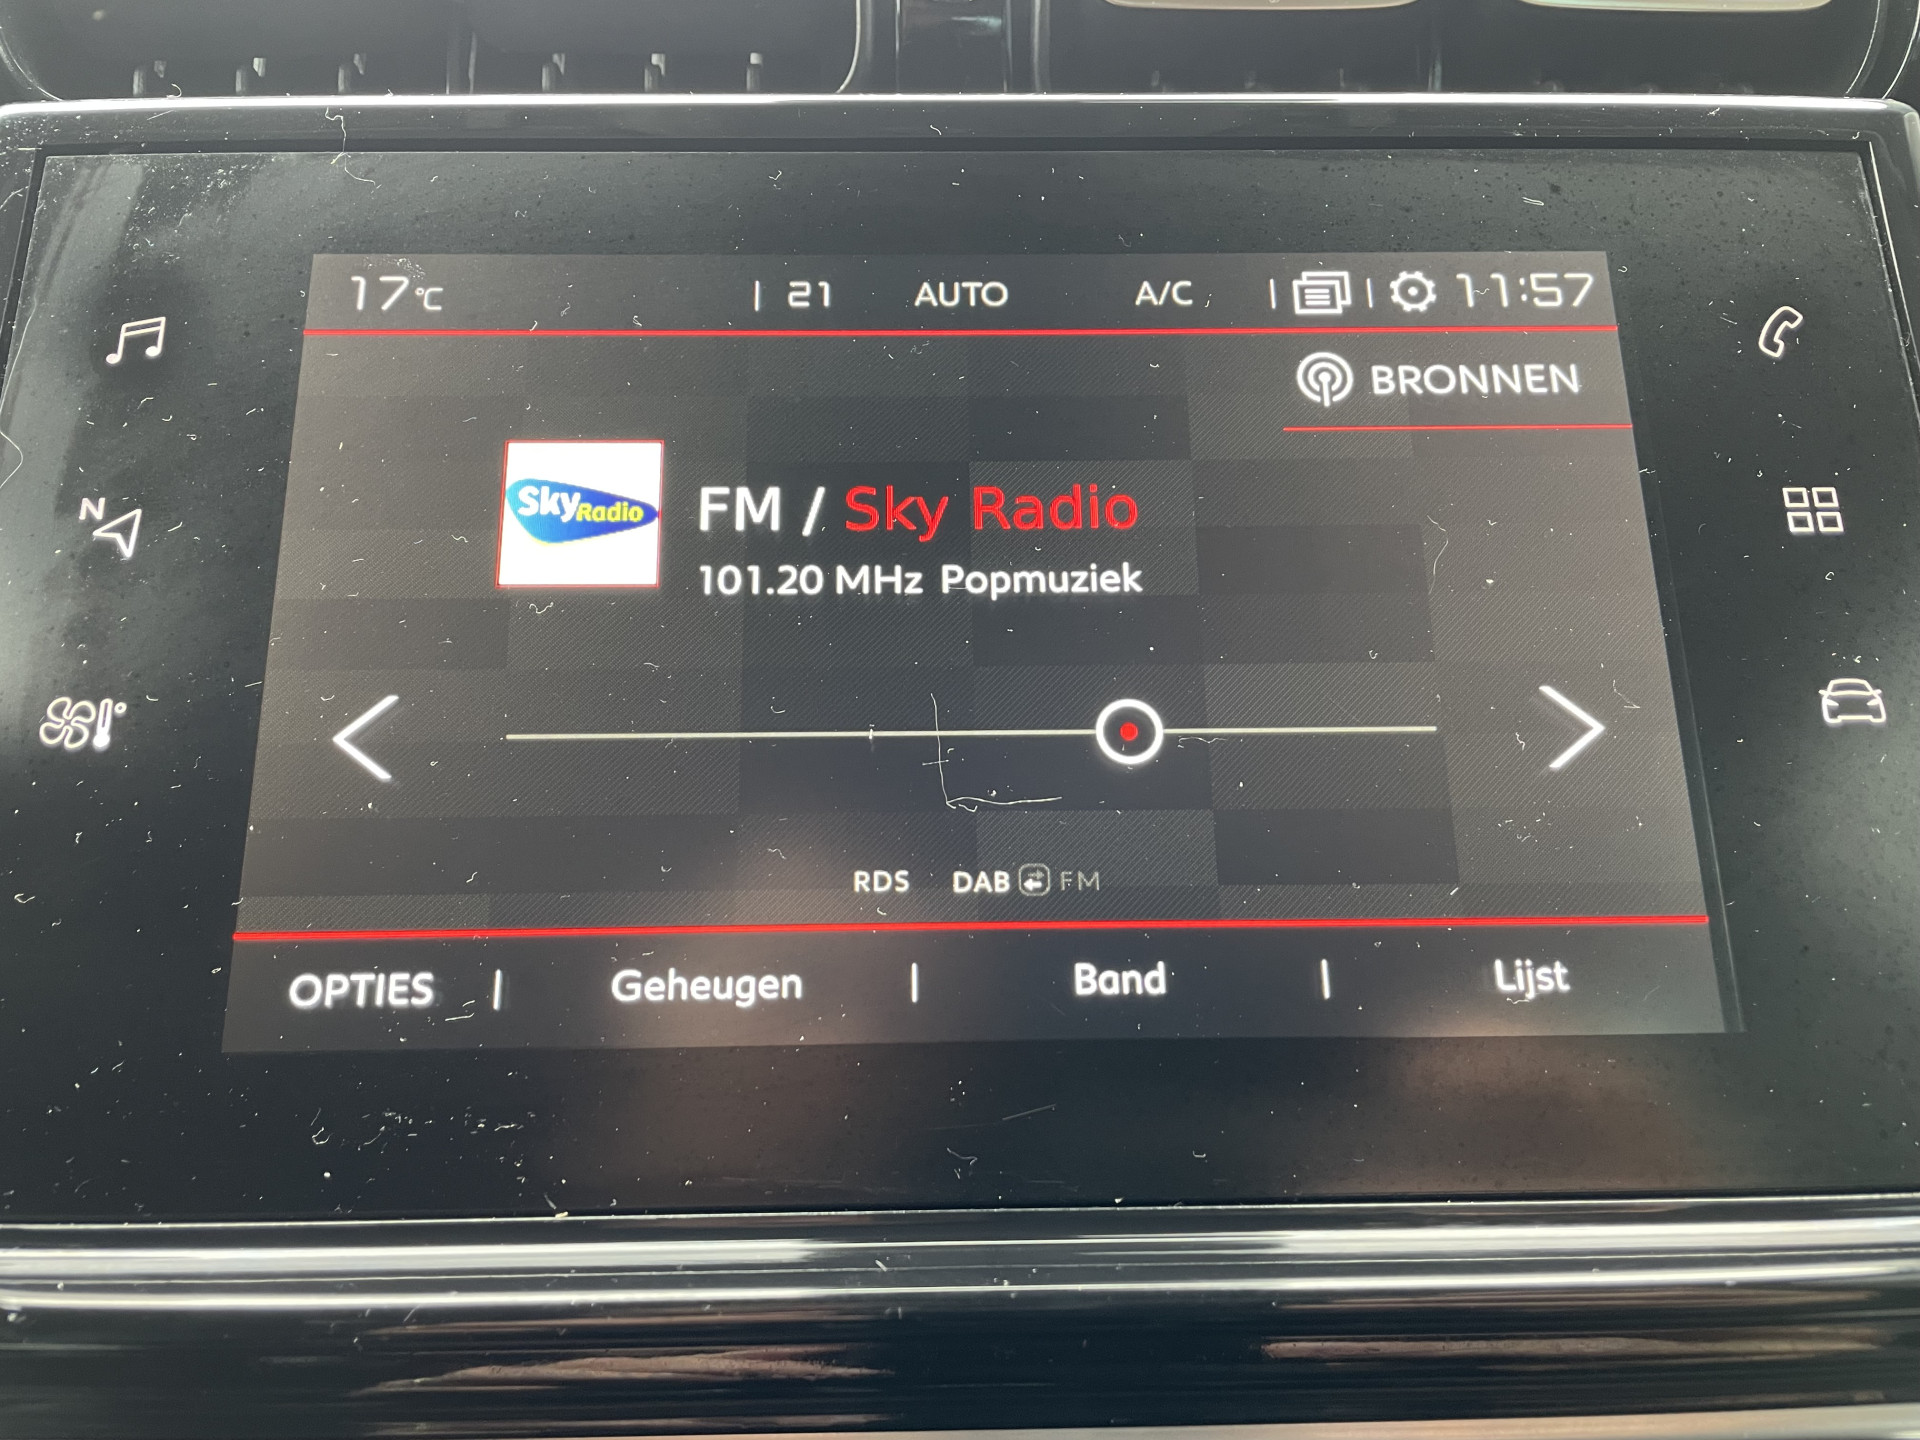 17°C | 21 AUTO A/C | | 11:57
BRONNEN
SkyRadio
FM / Sky Radio
101.20 MHz Popmuziek
N
RDS DAB FM
OPTIES | Geheugen | Band | Lijst